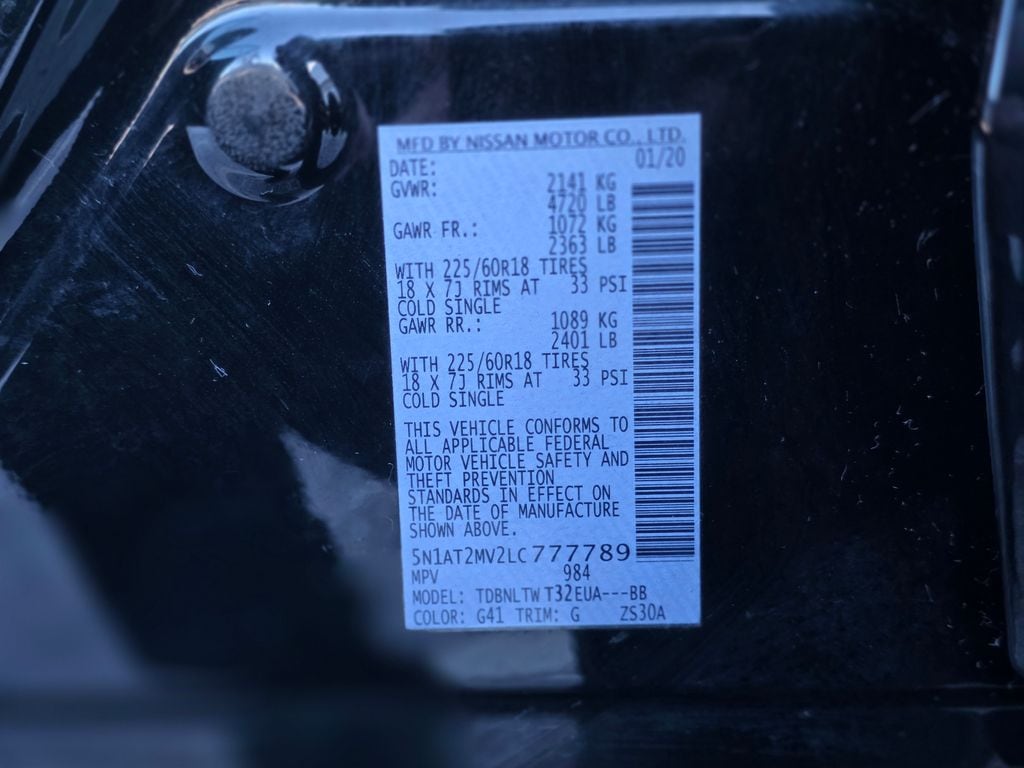 MFD BY NISSAN MOTOR CO., LTD.
DATE: 01/20
GVWR: 2141 KG
4720 LB
GAWR FR.: 1072 KG
2363 LB
WITH 225/60R18 TIRES
18 X 7J RIMS AT 33 PSI
COLD SINGLE
GAWR RR.: 1089 KG
2401 LB
WITH 225/60R18 TIRES
18 X 7J RIMS AT 33 PSI
COLD SINGLE
THIS VEHICLE CONFORMS TO
ALL APPLICABLE FEDERAL
MOTOR VEHICLE SAFETY AND
THEFT PREVENTION
STANDARDS IN EFFECT ON
THE DATE OF MANUFACTURE
SHOWN ABOVE.
5N1AT2MV2LC777789
MPV 984
MODEL: TDBNLTW T32EUA---BB
COLOR: G41 TRIM: G ZS30A